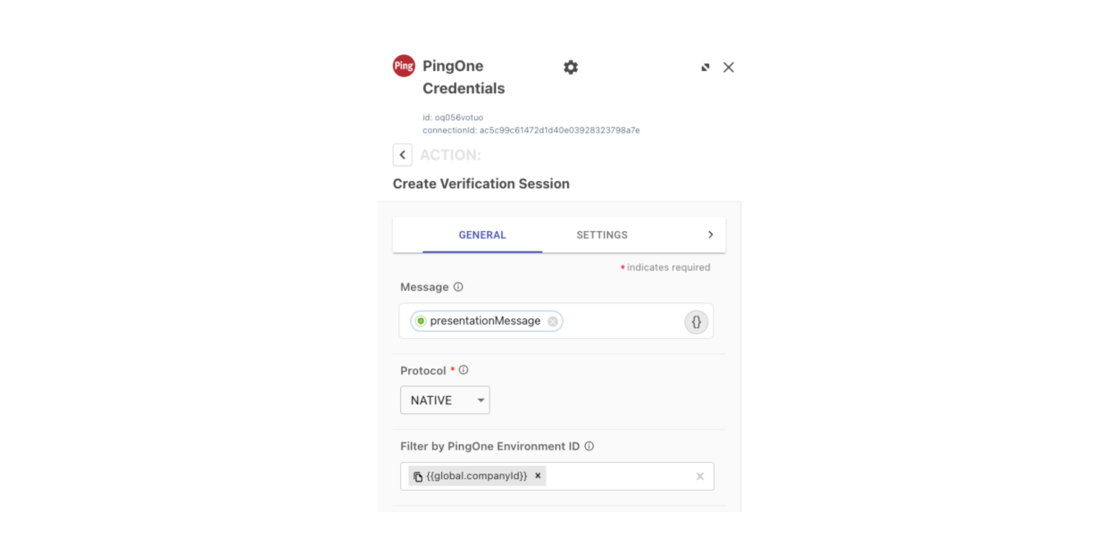 Ping
PingOne
Credentials
id: oq056votuo
connectionId: ac5c99c61472d1d40e03928323798a7e
ACTION:
Create Verification Session
GENERAL SETTINGS
* indicates required
Message
presentationMessage {}
Protocol *
NATIVE
Filter by PingOne Environment ID
{{global.companyId}}